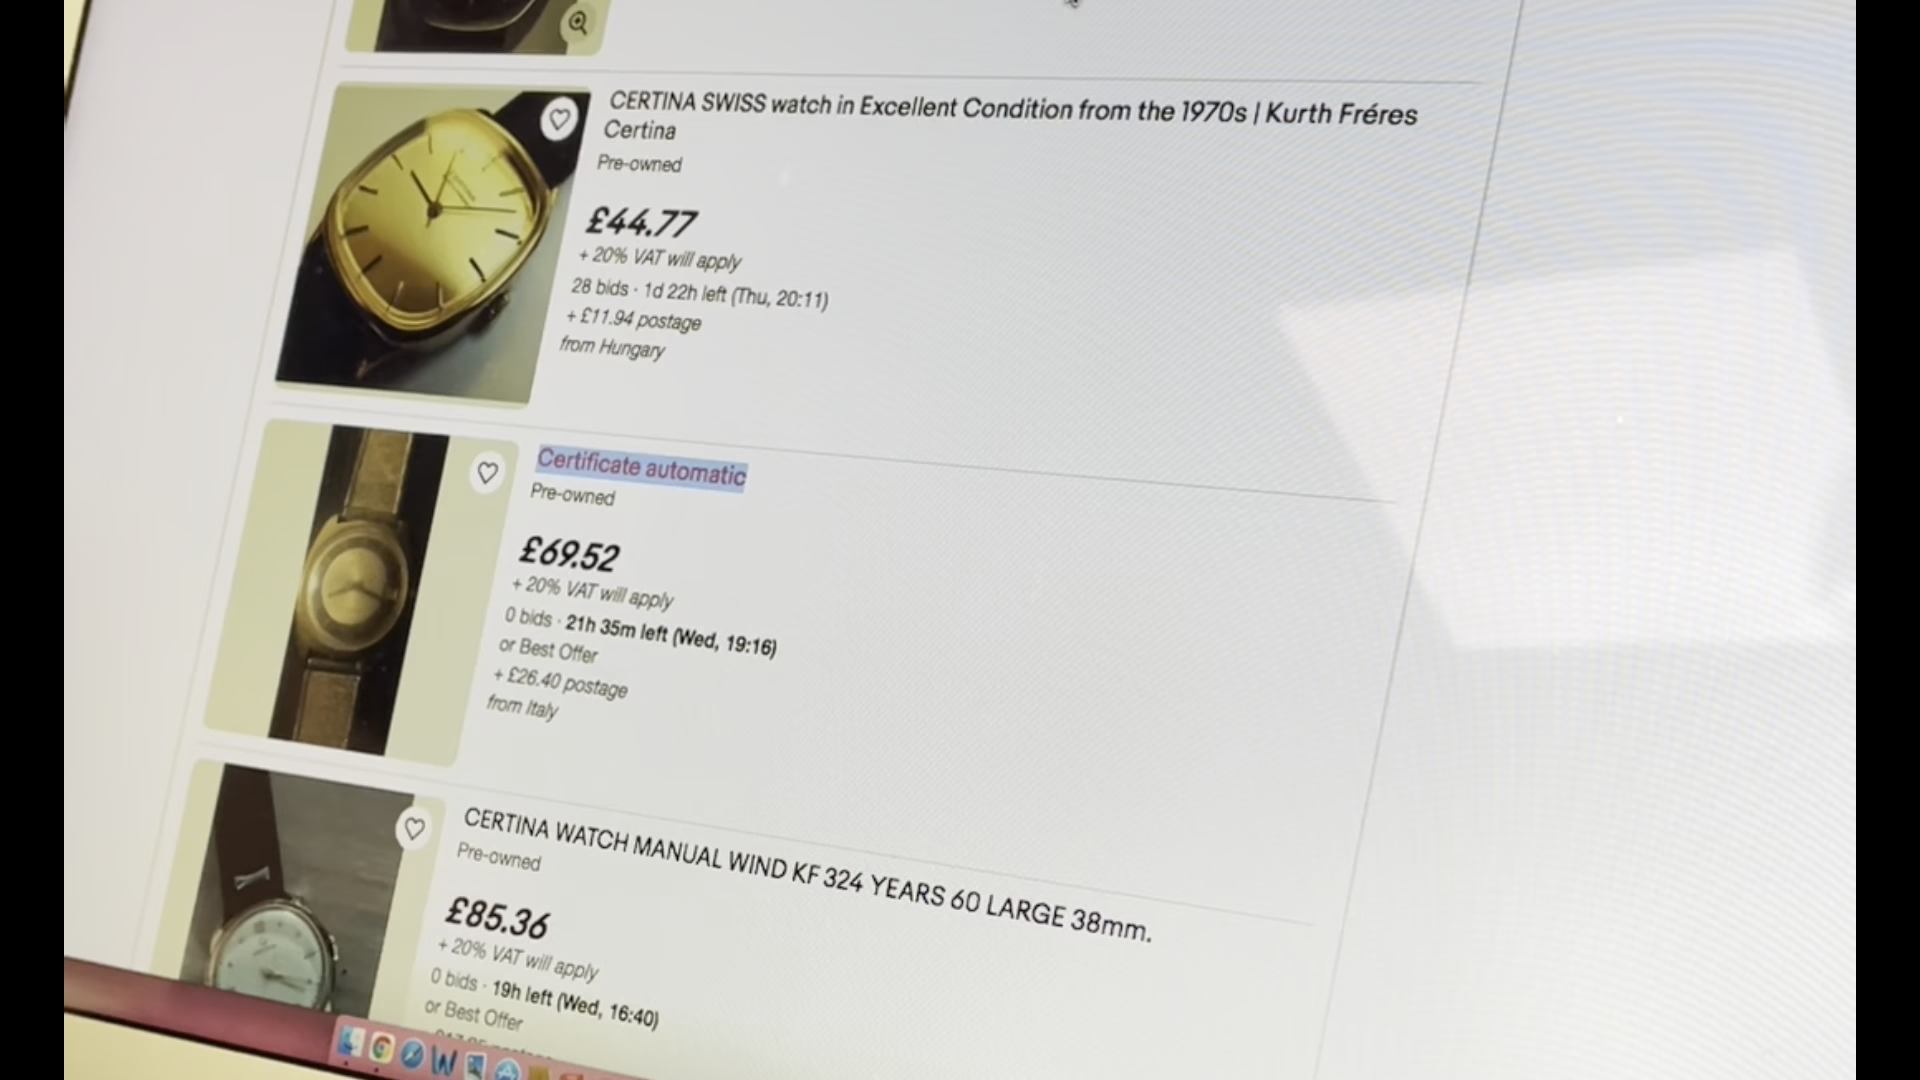 CERTINA SWISS watch in Excellent Condition from the 1970s | Kurth Fréres
Certina
Pre-owned
£44.77
+ 20% VAT will apply
28 bids · 1d 22h left (Thu, 20:11)
+ £11.94 postage
from Hungary
Certificate automatic
Pre-owned
£69.52
+ 20% VAT will apply
0 bids · 21h 35m left (Wed, 19:16)
or Best Offer
+ £26.40 postage
from Italy
CERTINA WATCH MANUAL WIND KF 324 YEARS 60 LARGE 38mm.
Pre-owned
£85.36
+ 20% VAT will apply
0 bids · 19h left (Wed, 16:40)
or Best Offer